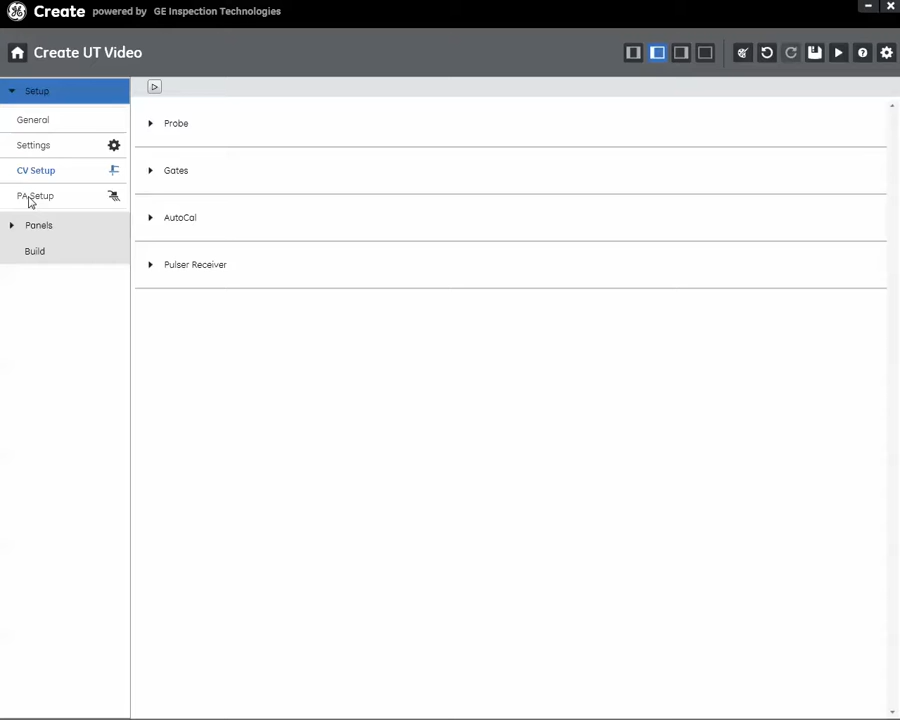 Create powered by GE Inspection Technologies
Create UT Video
Setup
General
Settings
CV Setup
PA Setup
Panels
Build
Probe
Gates
AutoCal
Pulser Receiver